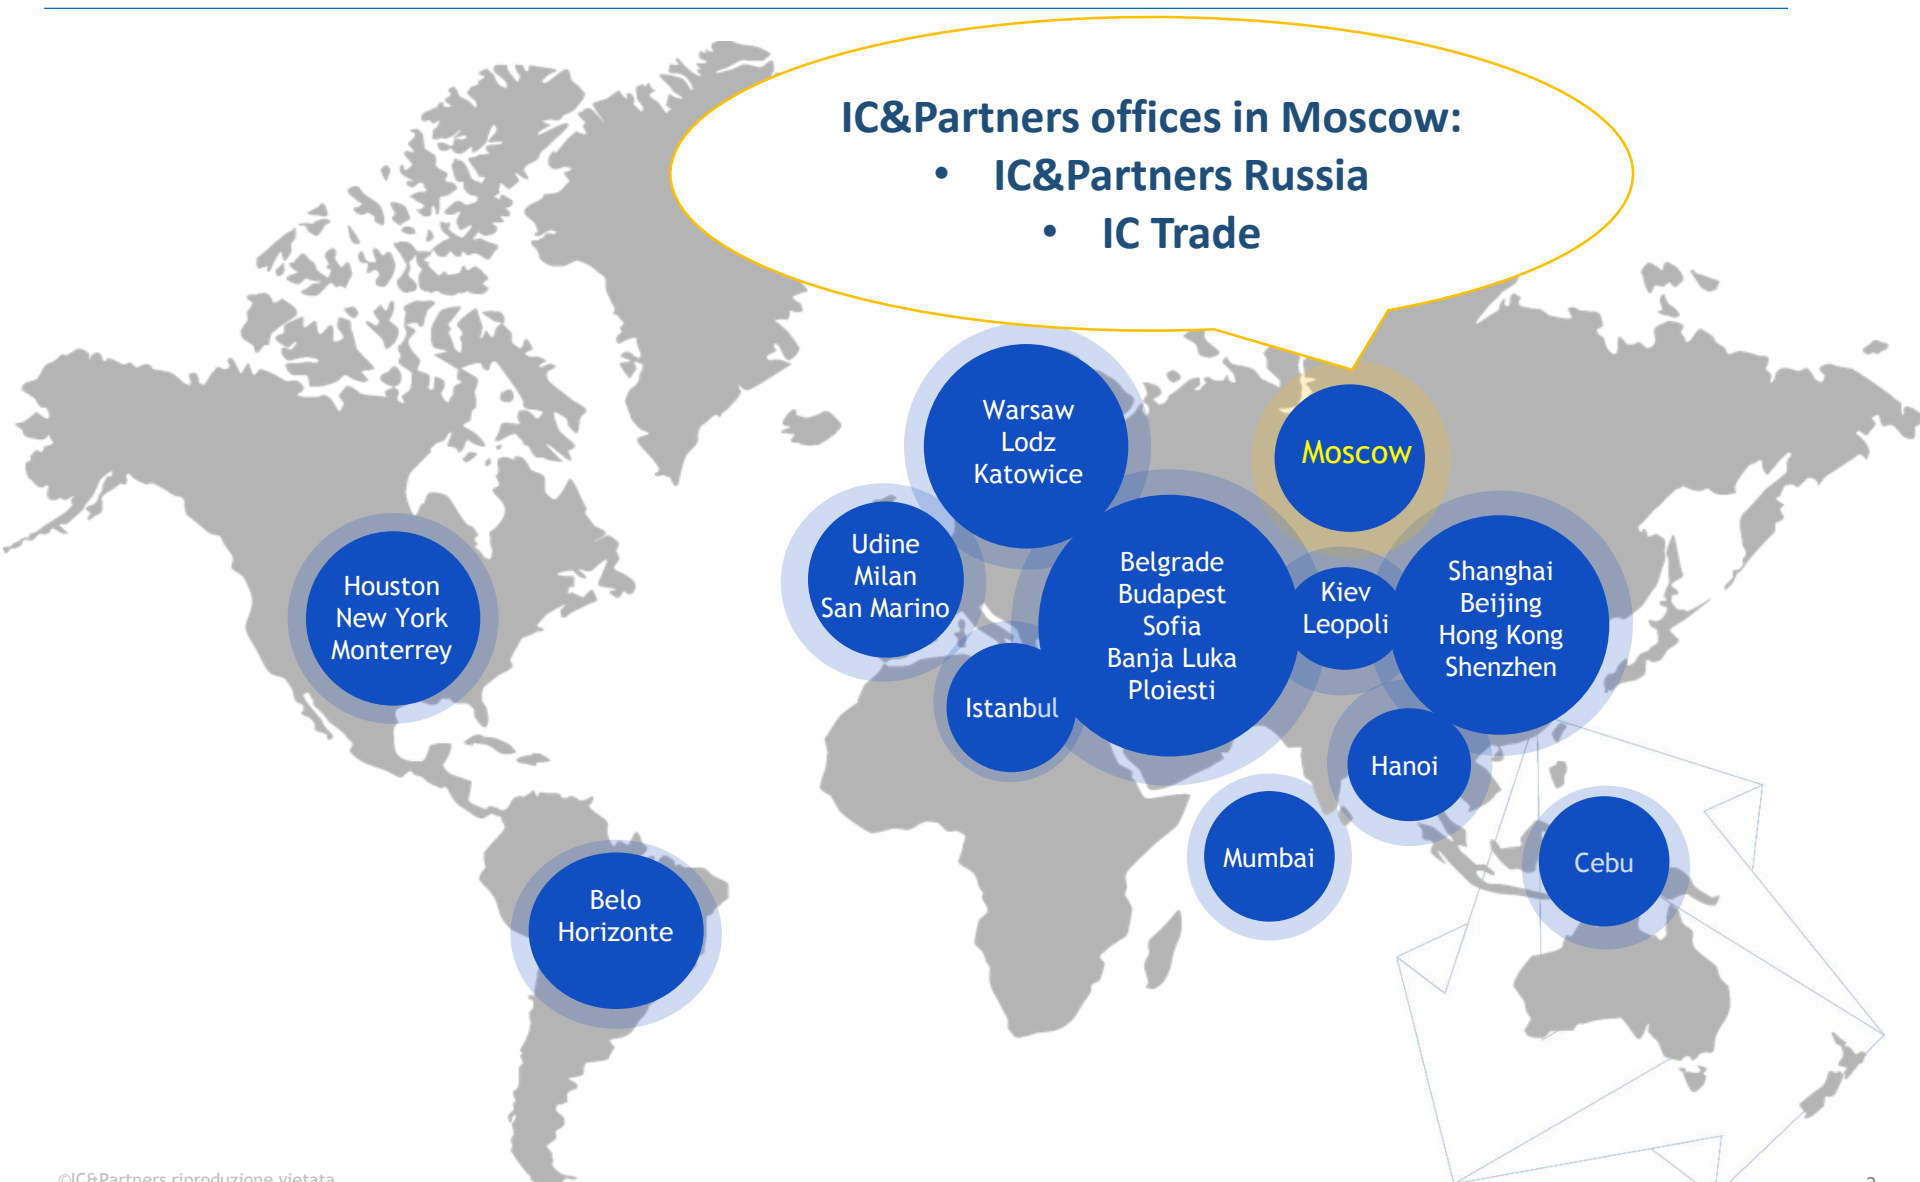 IC&Partners offices in Moscow:
• IC&Partners Russia
• IC Trade
Warsaw
Lodz
Katowice
Moscow
Udine
Milan
San Marino
Belgrade
Budapest
Sofia
Banja Luka
Ploiesti
Kiev
Leopoli
Shanghai
Beijing
Hong Kong
Shenzhen
Houston
New York
Monterrey
Istanbul
Hanoi
Mumbai
Cebu
Belo
Horizonte
©IC&Partners riproduzione vietata